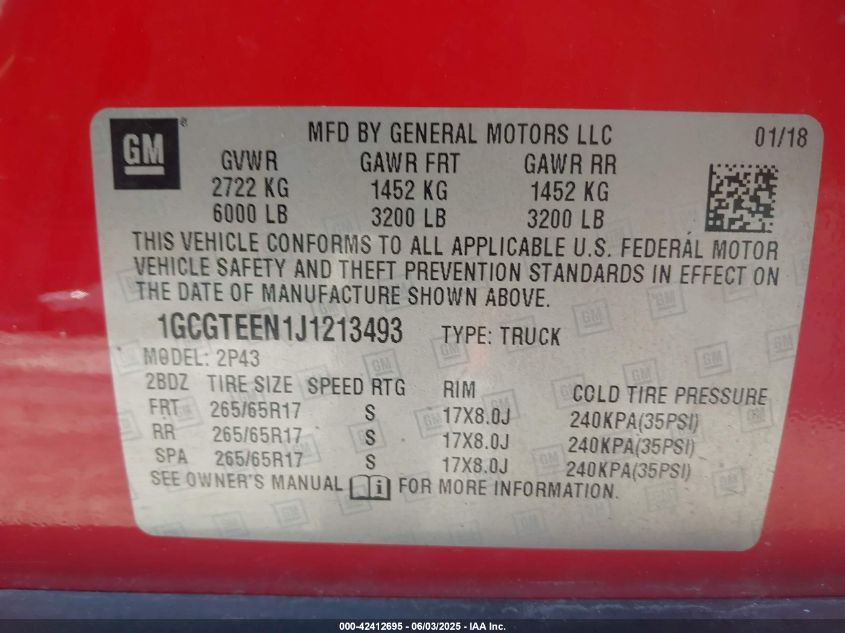 GM ® MFD BY GENERAL MOTORS LLC 01/18
GVWR GAWR FRT GAWR RR
2722 KG 1452 KG 1452 KG
6000 LB 3200 LB 3200 LB
THIS VEHICLE CONFORMS TO ALL APPLICABLE U.S. FEDERAL MOTOR
VEHICLE SAFETY AND THEFT PREVENTION STANDARDS IN EFFECT ON
THE DATE OF MANUFACTURE SHOWN ABOVE.
1GCGTEEN1J1213493 TYPE: TRUCK
MODEL: 2P43
2BDZ TIRE SIZE SPEED RTG RIM COLD TIRE PRESSURE
FRT 265/65R17 S 17X8.0J 240KPA(35PSI)
RR 265/65R17 S 17X8.0J 240KPA(35PSI)
SPA 265/65R17 S 17X8.0J 240KPA(35PSI)
SEE OWNER'S MANUAL i FOR MORE INFORMATION.
000-42412695 - 06/03/2025 - IAA Inc.